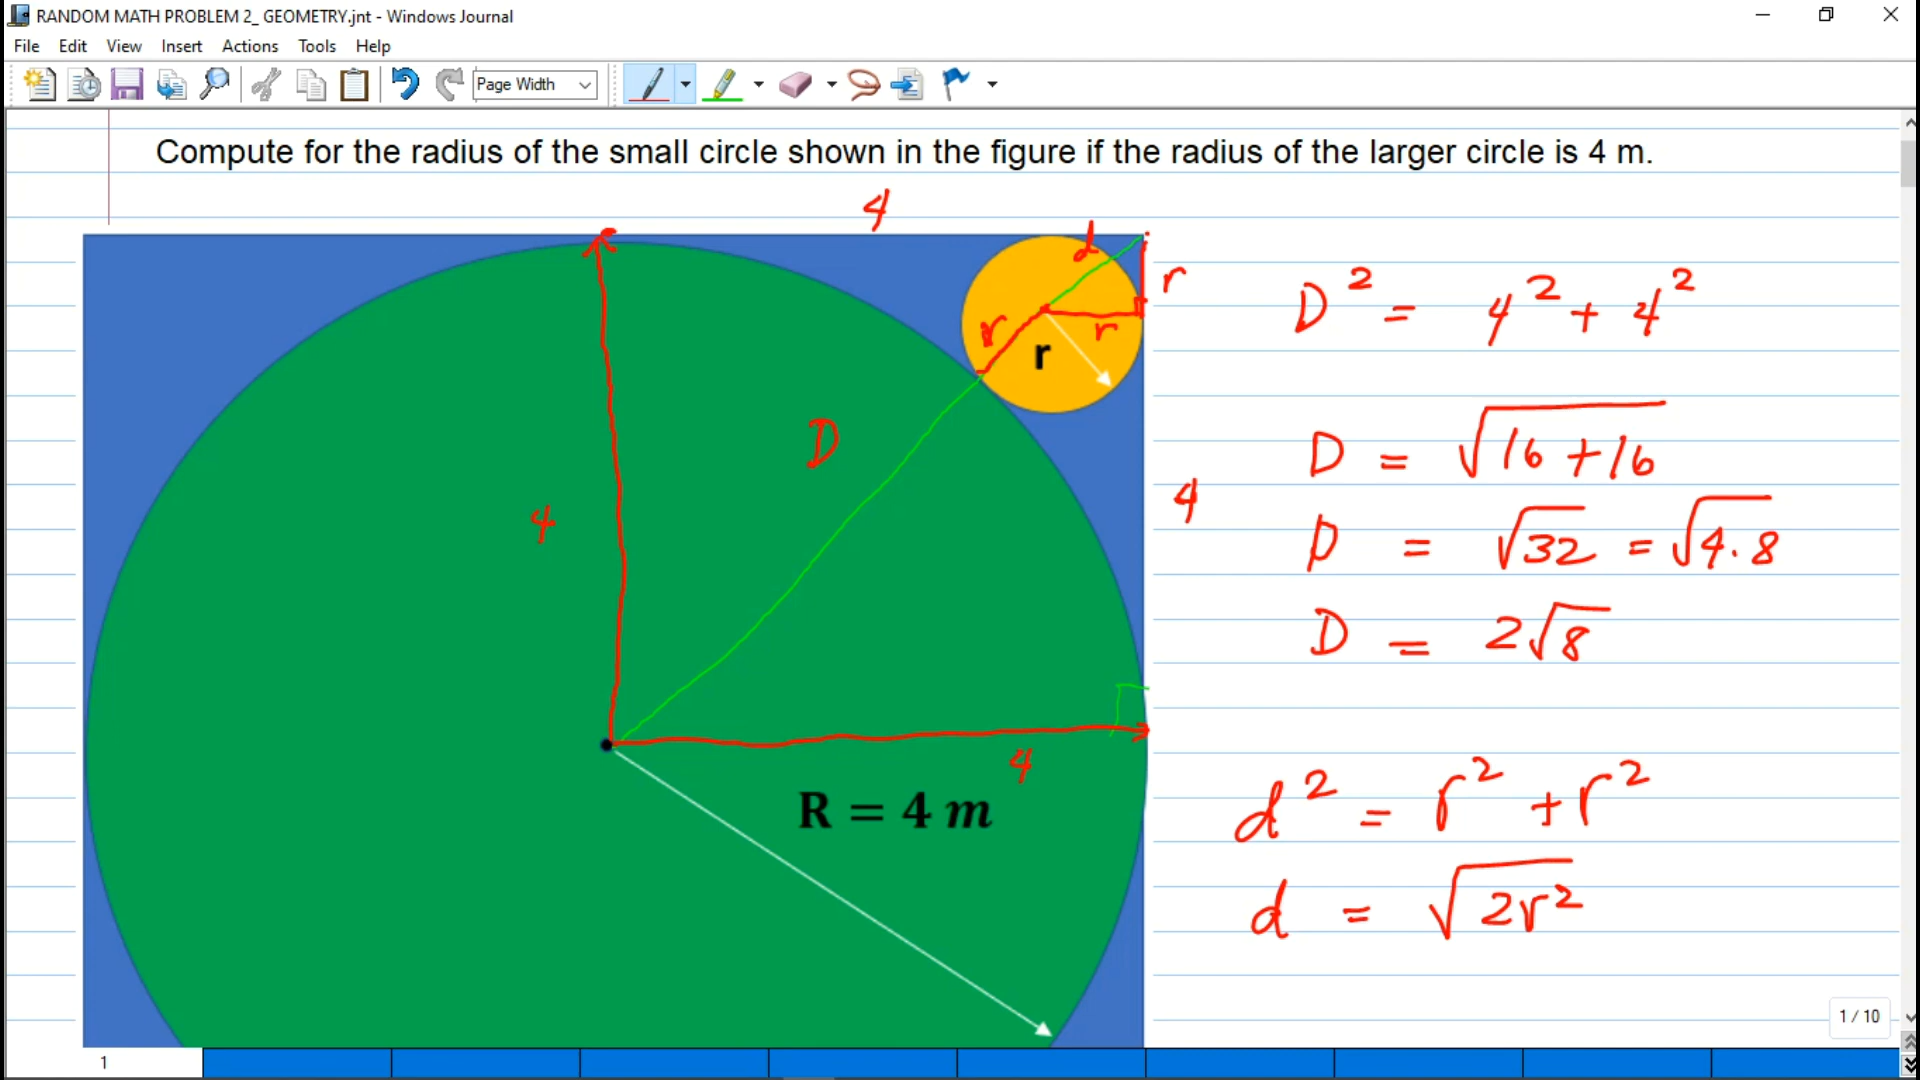 RANDOM MATH PROBLEM 2_ GEOMETRY.jnt - Windows Journal
File Edit View Insert Actions Tools Help
Page Width
Compute for the radius of the small circle shown in the figure if the radius of the larger circle is 4 m.
4
d
r
r
r
r
D² = 4² + 4²
D
D = √16 + 16
4
4
D = √32 = √4.8
D = 2√8
4
R = 4 m
d² = r² + r²
d = √2r²
1 / 10
1